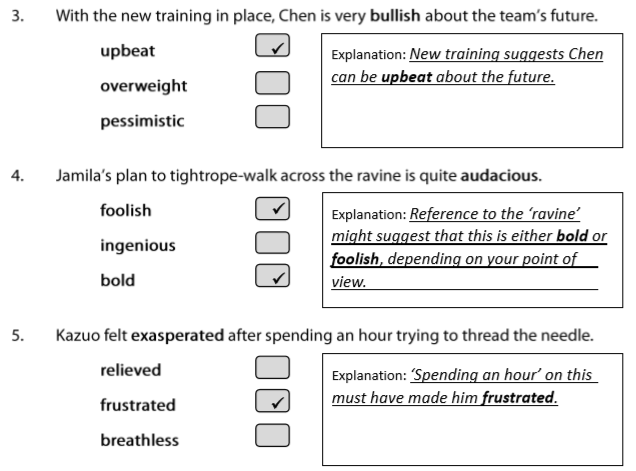 3. With the new training in place, Chen is very bullish about the team's future.
upbeat ✓
overweight
pessimistic
Explanation: New training suggests Chen
can be upbeat about the future.
4. Jamila's plan to tightrope-walk across the ravine is quite audacious.
foolish ✓
ingenious
bold ✓
Explanation: Reference to the ‘ravine’
might suggest that this is either bold or
foolish, depending on your point of
view.
5. Kazuo felt exasperated after spending an hour trying to thread the needle.
relieved
frustrated ✓
breathless
Explanation: ‘Spending an hour’ on this
must have made him frustrated.